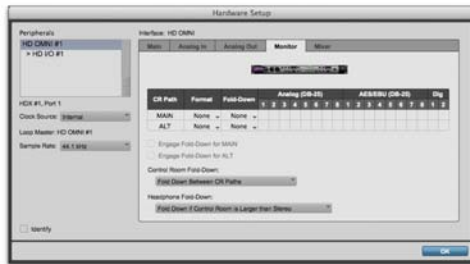 Hardware Setup
Peripherals
HD OMNI #1
> HD I/O #1
HDX #1, Port 1
Clock Source: Internal
Loop Master: HD OMNI #1
Sample Rate: 44.1 kHz
Identify
Interface: HD OMNI
Main Analog In Analog Out Monitor Mixer
CR Path Format Fold-Down Analog (DB-25) AES/EBU (DB-25) Dig
1 2 3 4 5 6 7 8 1 2 3 4 5 6 7 8 1 2
MAIN None None
ALT None None
Engage Fold-Down for MAIN
Engage Fold-Down for ALT
Control Room Fold-Down:
Fold Down Between CR Paths
Headphone Fold-Down:
Fold Down if Control Room is Larger than Stereo
OK